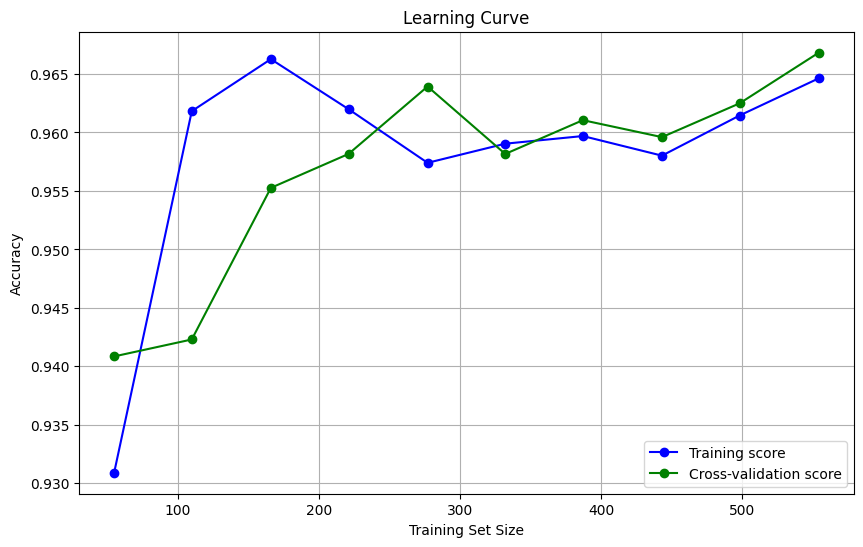 Learning Curve
Accuracy
0.965
0.960
0.955
0.950
0.945
0.940
0.935
0.930
100
200
300
400
500
Training Set Size
Training score
Cross-validation score